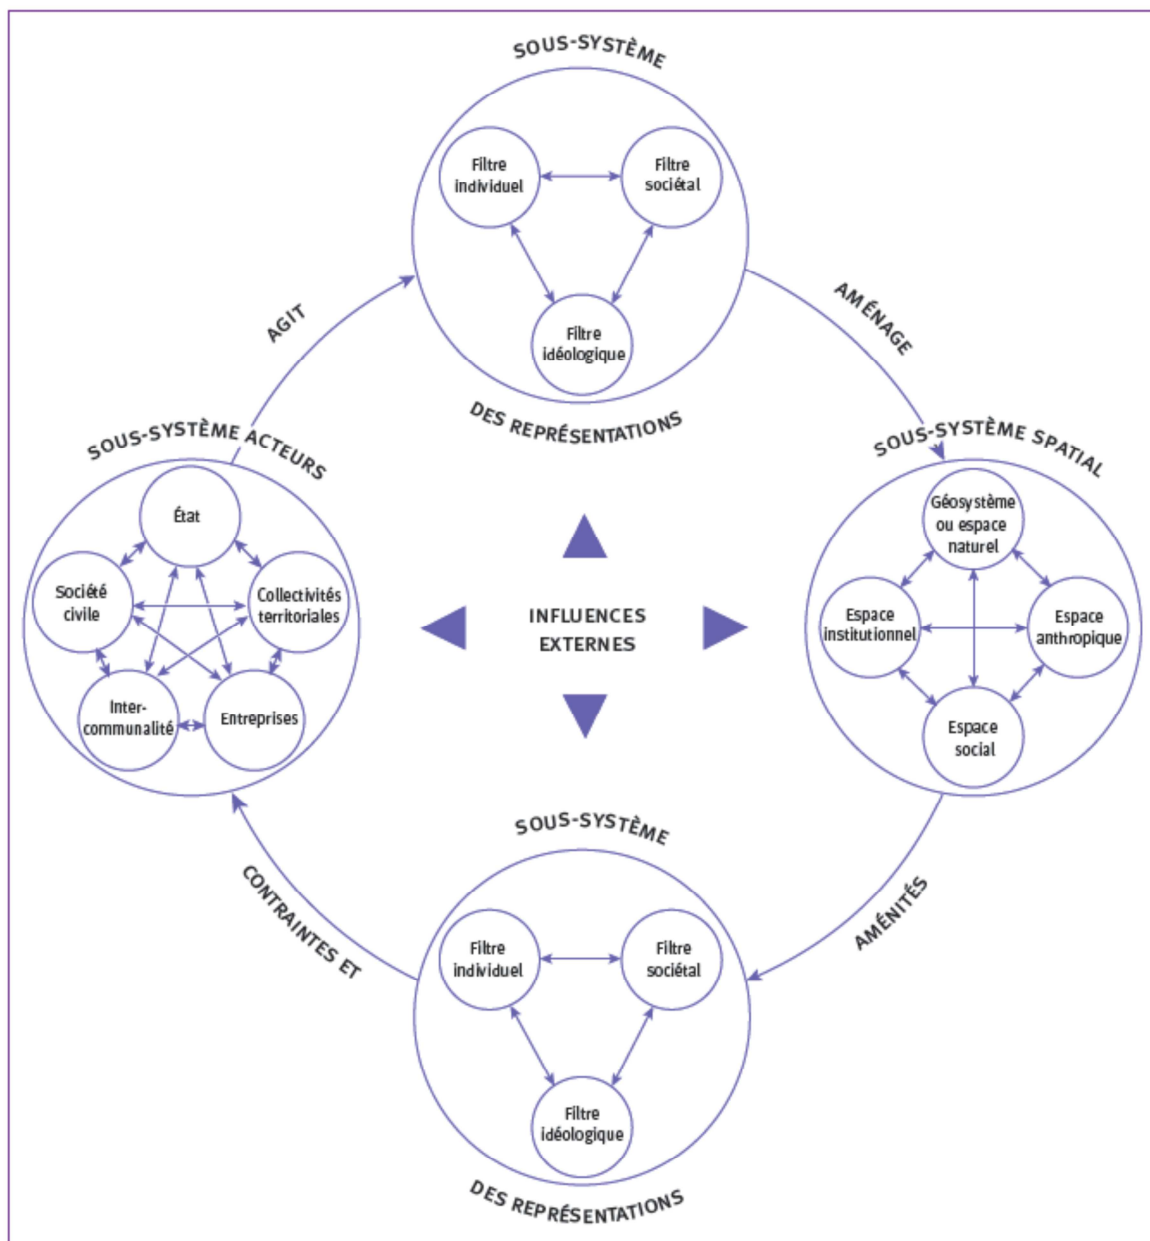 SOUS-SYSTÈME
Filtre
individuel
Filtre
sociétal
Filtre
idéologique
DES REPRÉSENTATIONS
AGIT
AMÉNAGE
SOUS-SYSTÈME ACTEURS
État
Société
civile
Collectivités
territoriales
Inter-
communalité
Entreprises
INFLUENCES
EXTERNES
SOUS-SYSTÈME SPATIAL
Géosystème
ou espace
naturel
Espace
institutionnel
Espace
anthropique
Espace
social
CONTRAINTES ET
AMÉNITÉS
SOUS-SYSTÈME
Filtre
individuel
Filtre
sociétal
Filtre
idéologique
DES REPRÉSENTATIONS